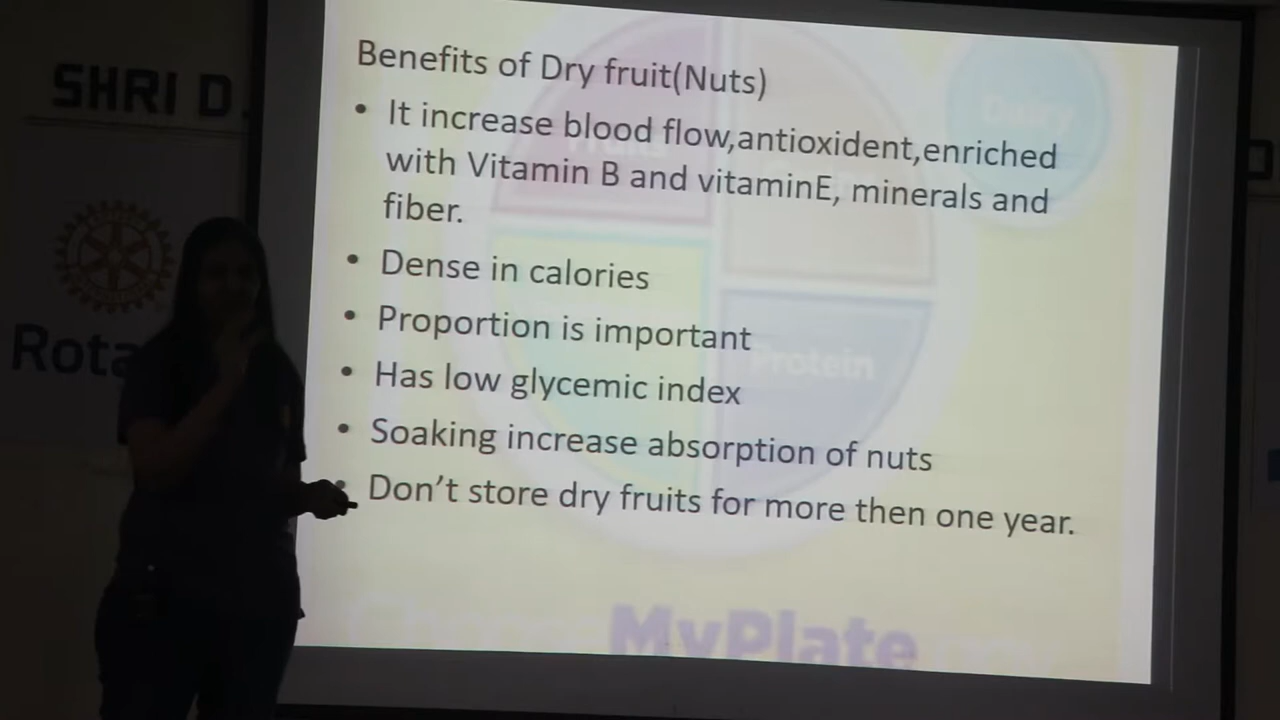 SHRI D.
Rota
Benefits of Dry fruit(Nuts)
• It increase blood flow,antioxident,enriched
with Vitamin B and vitaminE, minerals and
fiber.
• Dense in calories
• Proportion is important
• Has low glycemic index
• Soaking increase absorption of nuts
• Don't store dry fruits for more then one year.
Dairy
Protein
MyPlate